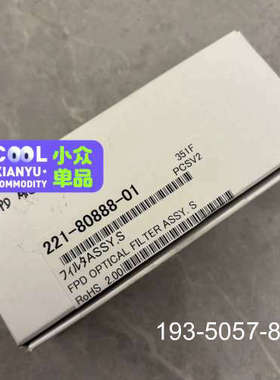 COOL
XIANYU
COMMODITY
小众
单品
351F
PCSV2
221-80888-01
フィルタASSY,S
FPD OPTICAL FILTER ASSY. S
RoHS 2.00
193-5057-8